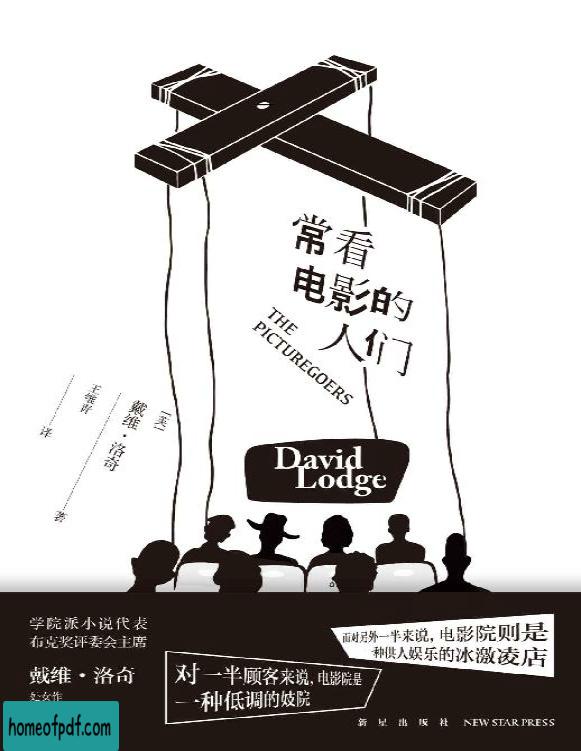 常看
电影的
人们
THE
PICTUREGOERS
[英]
戴维·洛奇
著
王维青
译
David
Lodge
学院派小说代表
布克奖评委会主席
戴维·洛奇
处女作
对一半顾客来说，电影院是
一种低调的妓院
面对另外一半来说，电影院则是
一种供人娱乐的冰激凌店
新星出版社 NEW STAR PRESS
homeofpdf.com